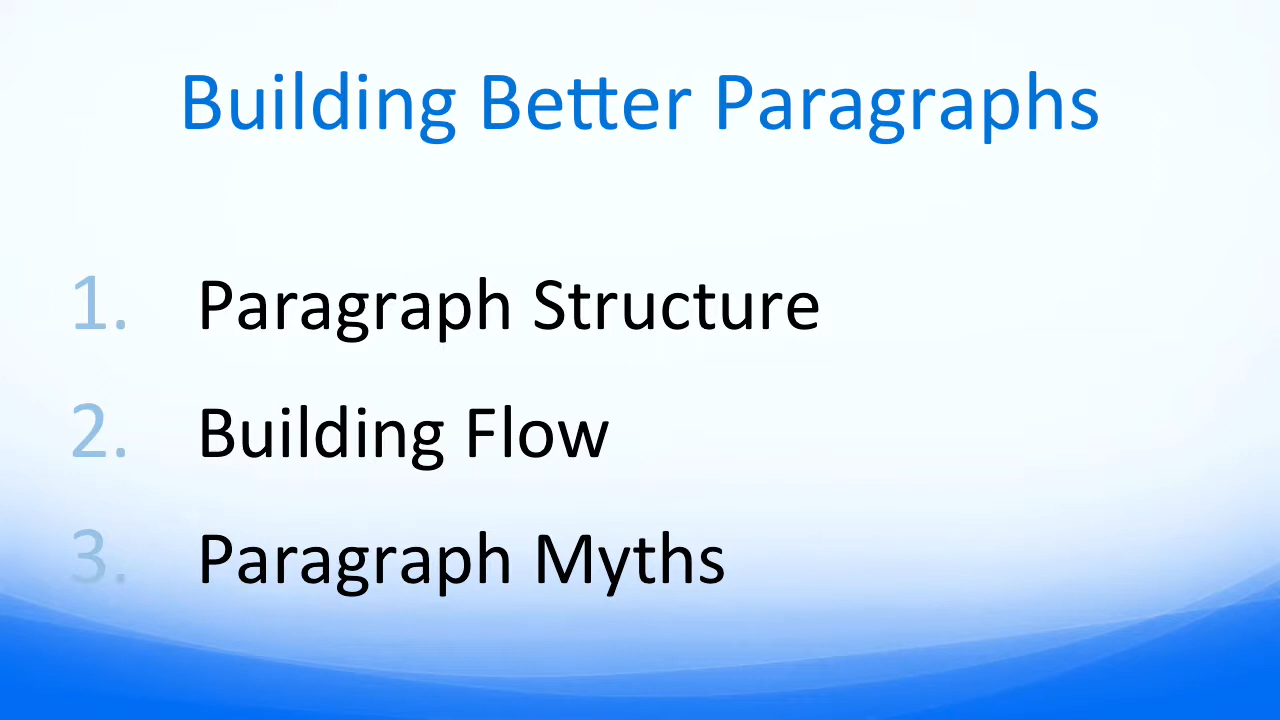 Building Better Paragraphs
1. Paragraph Structure
2. Building Flow
3. Paragraph Myths